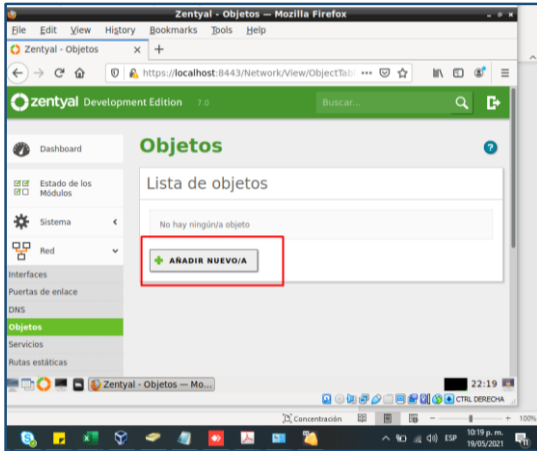 Zentyal - Objetos — Mozilla Firefox
File Edit View History Bookmarks Tools Help
Zentyal - Objetos × +
https://localhost:8443/Network/View/ObjectTab
zentyal Development Edition 7.0
Buscar...
Dashboard
Estado de los
Módulos
Sistema
Red
Interfaces
Puertas de enlace
DNS
Objetos
Servicios
Rutas estáticas
Objetos
Lista de objetos
No hay ningún/a objeto
AÑADIR NUEVO/A
Zentyal - Objetos — Mo...
22:19
CTRL DERECHA
Concentración
100%
ESP
10:19 p. m.
19/05/2021